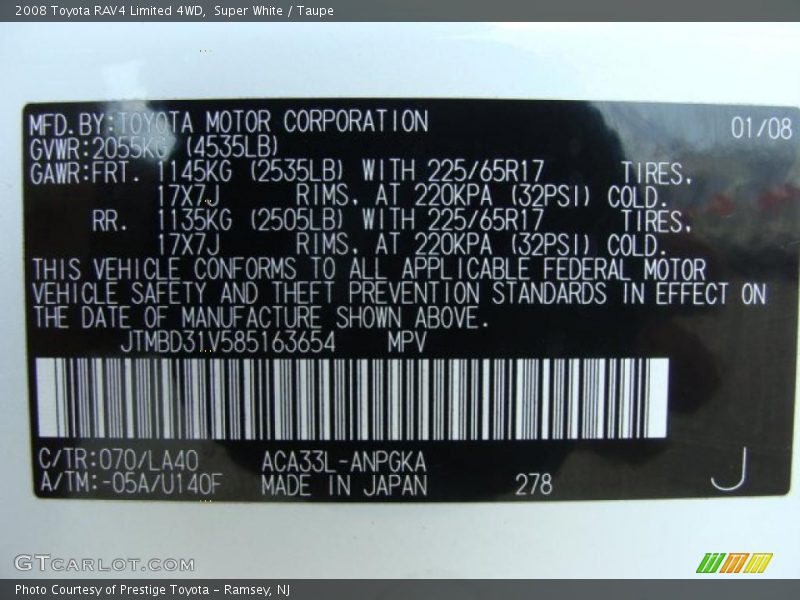 2008 Toyota RAV4 Limited 4WD, Super White / Taupe
MFD. BY:TOYOTA MOTOR CORPORATION 01/08
GVWR:2055KG (4535LB)
GAWR:FRT. 1145KG (2535LB) WITH 225/65R17 TIRES,
17X7J RIMS, AT 220KPA (32PSI) COLD.
RR. 1135KG (2505LB) WITH 225/65R17 TIRES,
17X7J RIMS, AT 220KPA (32PSI) COLD.
THIS VEHICLE CONFORMS TO ALL APPLICABLE FEDERAL MOTOR
VEHICLE SAFETY AND THEFT PREVENTION STANDARDS IN EFFECT ON
THE DATE OF MANUFACTURE SHOWN ABOVE.
JTMBD31V585163654 MPV
C/TR:070/LA40 ACA33L-ANPGKA
A/TM:-05A/U140F MADE IN JAPAN 278 J
GTCARLOT.COM
Photo Courtesy of Prestige Toyota - Ramsey, NJ